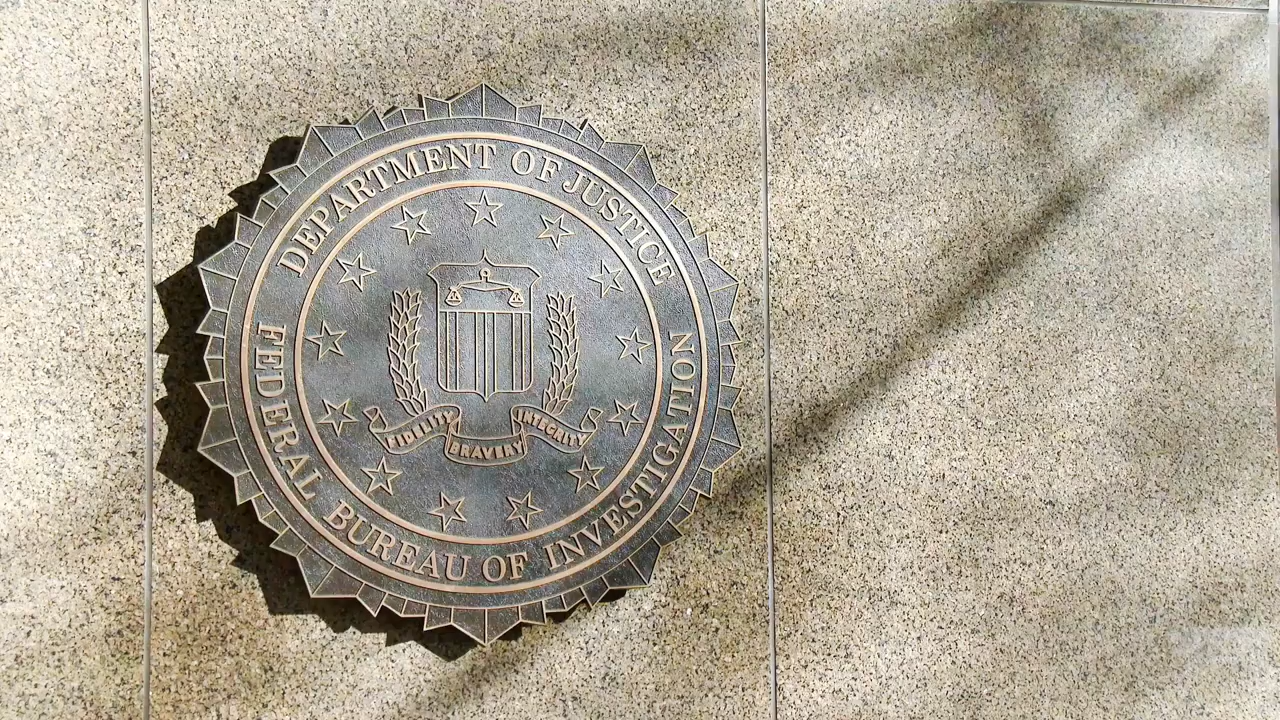 DEPARTMENT OF JUSTICE
FIDELITY
BRAVERY
INTEGRITY
FEDERAL BUREAU OF INVESTIGATION